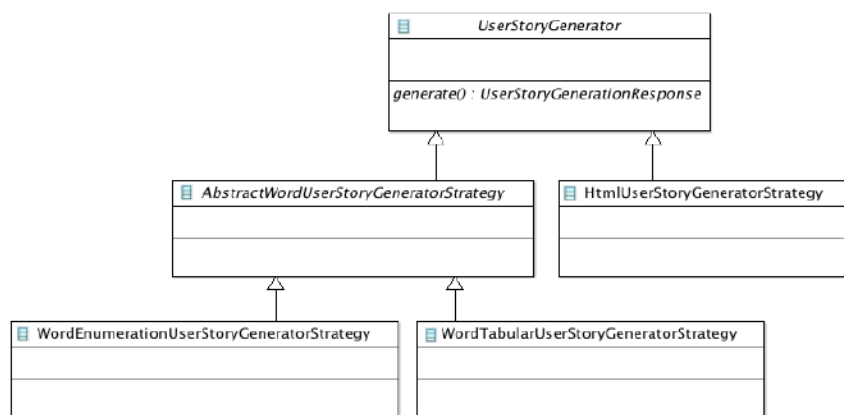 UserStoryGenerator
generate() : UserStoryGenerationResponse
AbstractWordUserStoryGeneratorStrategy
HtmlUserStoryGeneratorStrategy
WordEnumerationUserStoryGeneratorStrategy
WordTabularUserStoryGeneratorStrategy